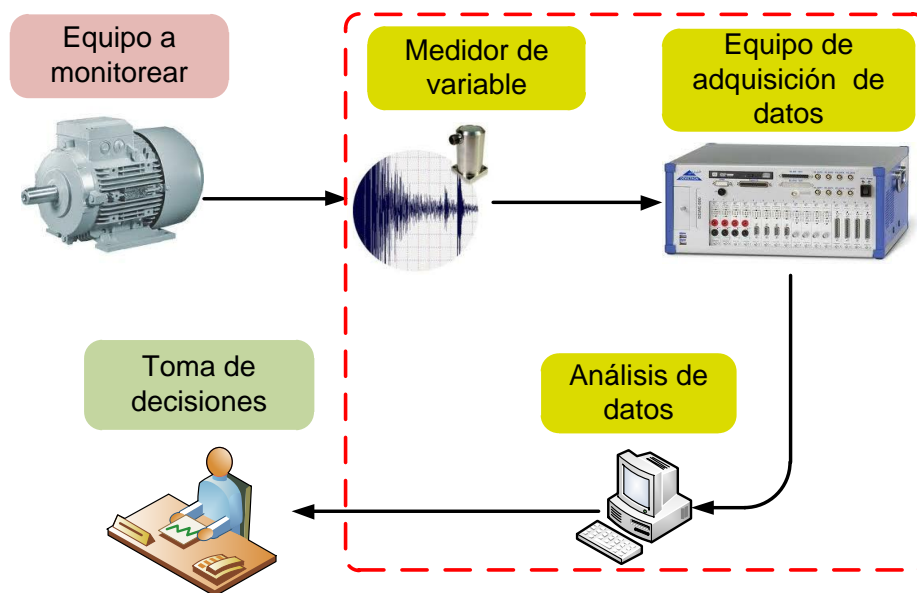 Equipo a
monitorear
Medidor de
variable
Equipo de
adquisición de
datos
Toma de
decisiones
Análisis de
datos